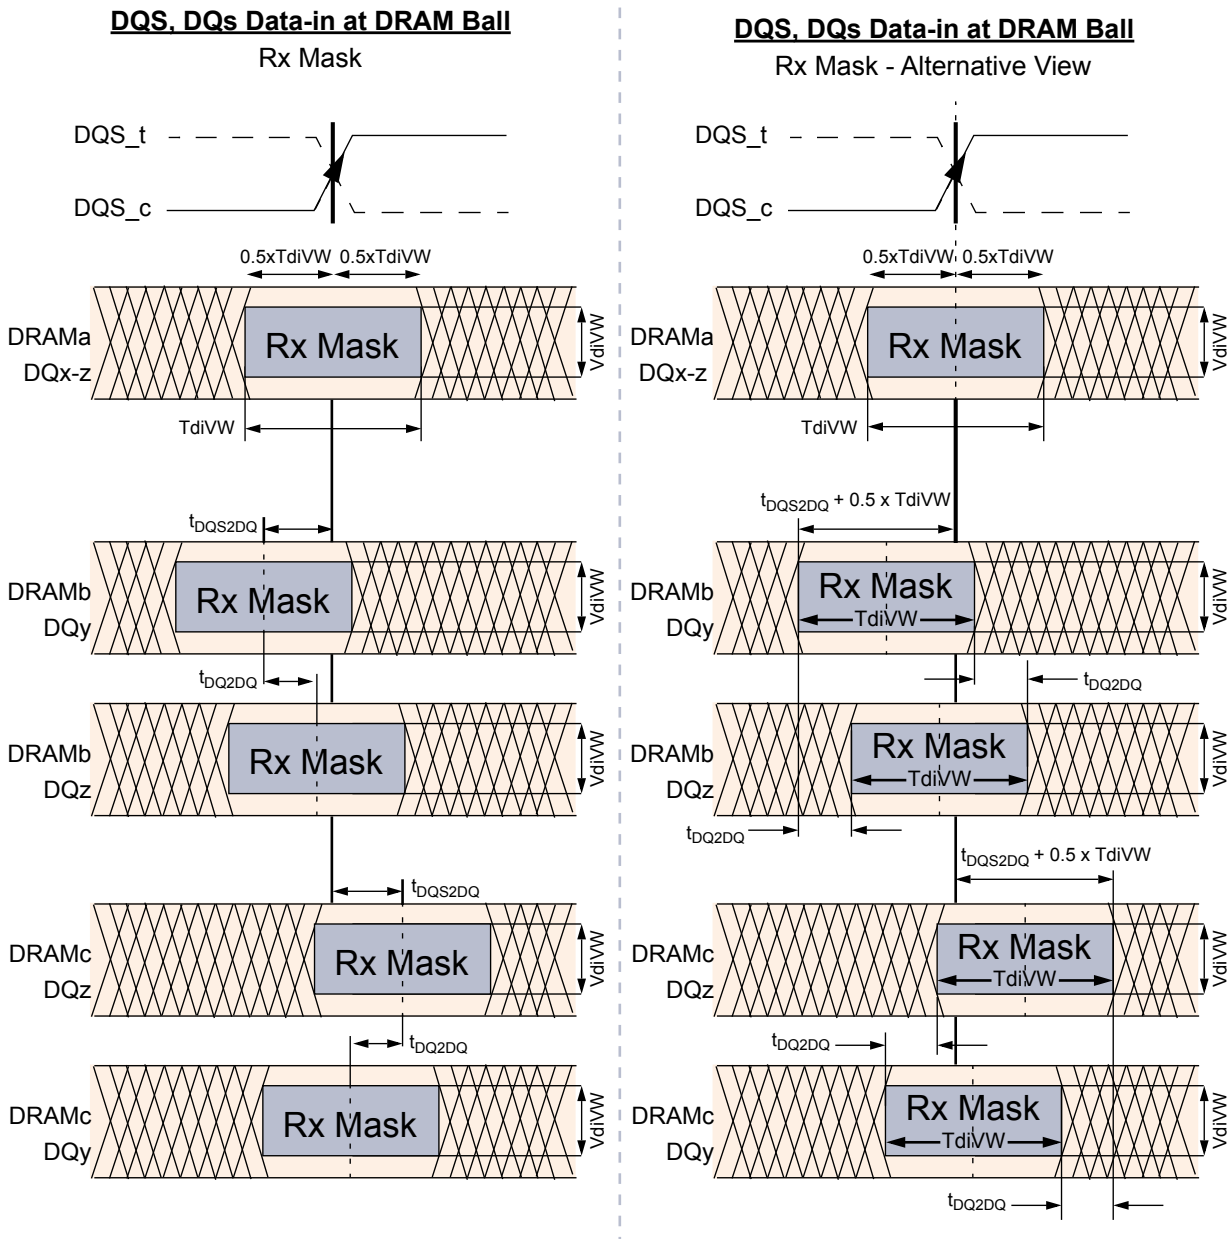 DQS, DQs Data-in at DRAM Ball
Rx Mask
DQS_t
DQS_c
0.5xTdiVW 0.5xTdiVW
DRAMa
DQx-z
Rx Mask
VdiVW
TdiVW
tDQS2DQ
DRAMb
DQy
Rx Mask
VdiVW
tDQ2DQ
DRAMb
DQz
Rx Mask
VdiVW
tDQS2DQ
DRAMc
DQz
Rx Mask
VdiVW
tDQ2DQ
DRAMc
DQy
Rx Mask
VdiVW
DQS, DQs Data-in at DRAM Ball
Rx Mask - Alternative View
DQS_t
DQS_c
0.5xTdiVW 0.5xTdiVW
DRAMa
DQx-z
Rx Mask
VdiVW
TdiVW
tDQS2DQ + 0.5 x TdiVW
DRAMb
DQy
Rx Mask
TdiVW
VdiVW
tDQ2DQ
DRAMb
DQz
Rx Mask
TdiVW
VdiVW
tDQ2DQ
tDQS2DQ + 0.5 x TdiVW
DRAMc
DQz
Rx Mask
TdiVW
VdiVW
tDQ2DQ
DRAMc
DQy
Rx Mask
TdiVW
VdiVW
tDQ2DQ